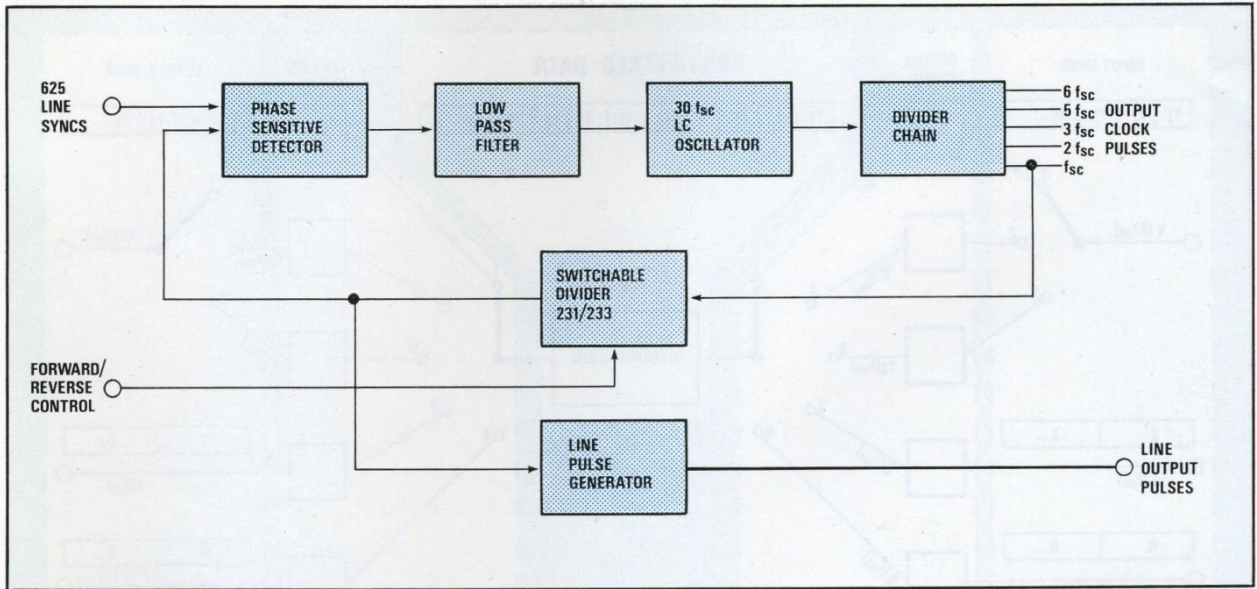 625
LINE
SYNCS
PHASE
SENSITIVE
DETECTOR
LOW
PASS
FILTER
30 fsc
LC
OSCILLATOR
DIVIDER
CHAIN
6 fsc
5 fsc OUTPUT
3 fsc CLOCK
2 fsc PULSES
fsc
SWITCHABLE
DIVIDER
231/233
FORWARD/
REVERSE
CONTROL
LINE
PULSE
GENERATOR
LINE
OUTPUT
PULSES